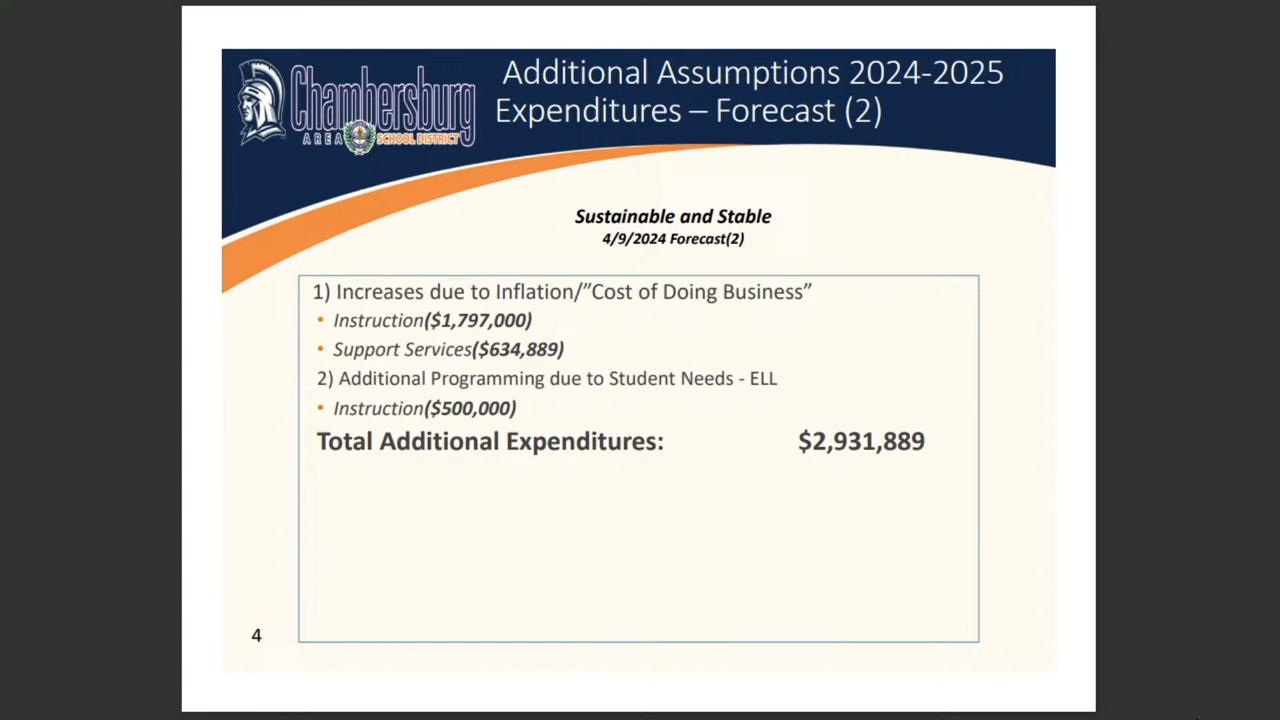 Chambersburg
AREA SCHOOL DISTRICT
Additional Assumptions 2024-2025
Expenditures – Forecast (2)
Sustainable and Stable
4/9/2024 Forecast(2)
1) Increases due to Inflation/”Cost of Doing Business”
• Instruction($1,797,000)
• Support Services($634,889)
2) Additional Programming due to Student Needs - ELL
• Instruction($500,000)
Total Additional Expenditures: $2,931,889
4